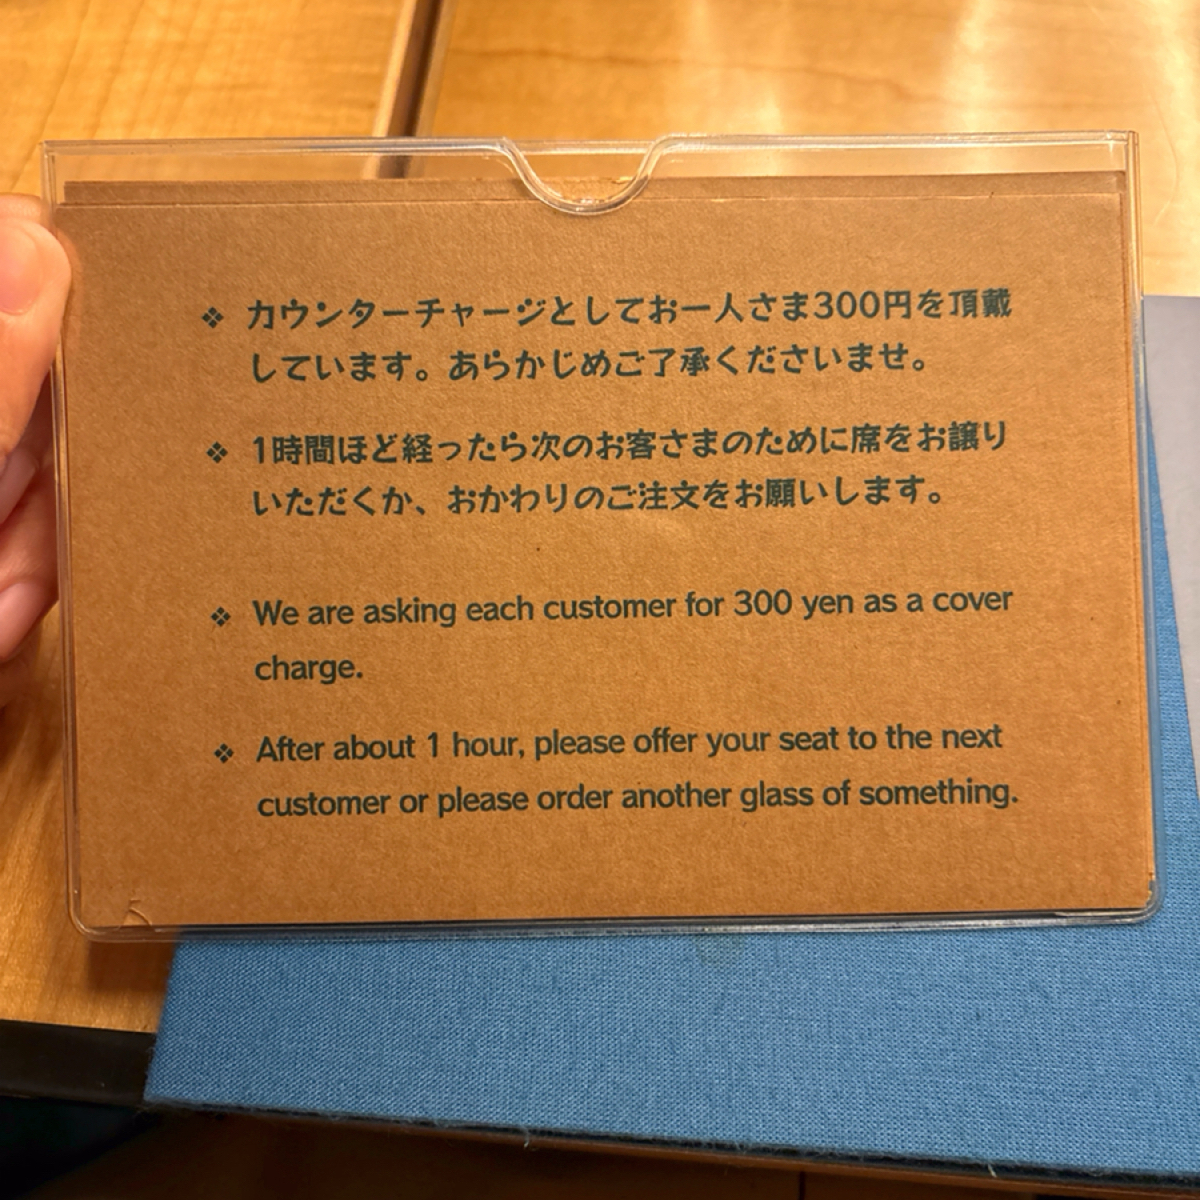 ❖ カウンターチャージとしてお一人さま300円を頂戴
しています。あらかじめご了承くださいませ。
❖ 1時間ほど経ったら次のお客さまのために席をお譲り
いただくか、おかわりのご注文をお願いします。
❖ We are asking each customer for 300 yen as a cover
charge.
❖ After about 1 hour, please offer your seat to the next
customer or please order another glass of something.